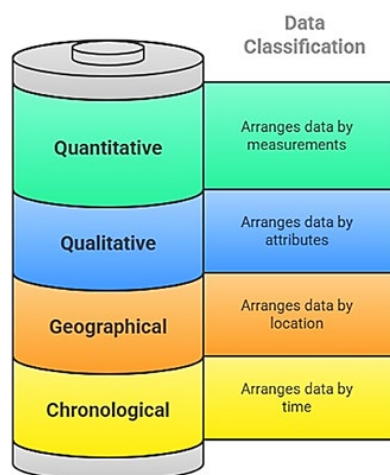 Data
Classification
Quantitative
Arranges data by
measurements
Qualitative
Arranges data by
attributes
Geographical
Arranges data by
location
Chronological
Arranges data by
time